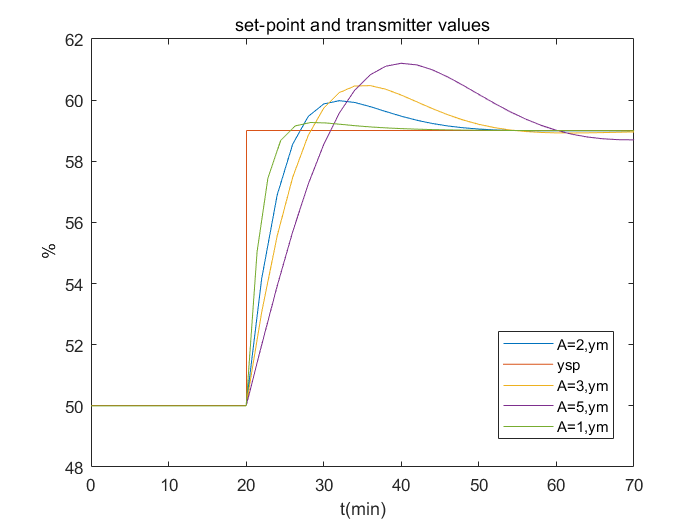 set-point and transmitter values
62
60
58
56
54
52
50
48
%
A=2,ym
ysp
A=3,ym
A=5,ym
A=1,ym
0 10 20 30 40 50 60 70
t(min)